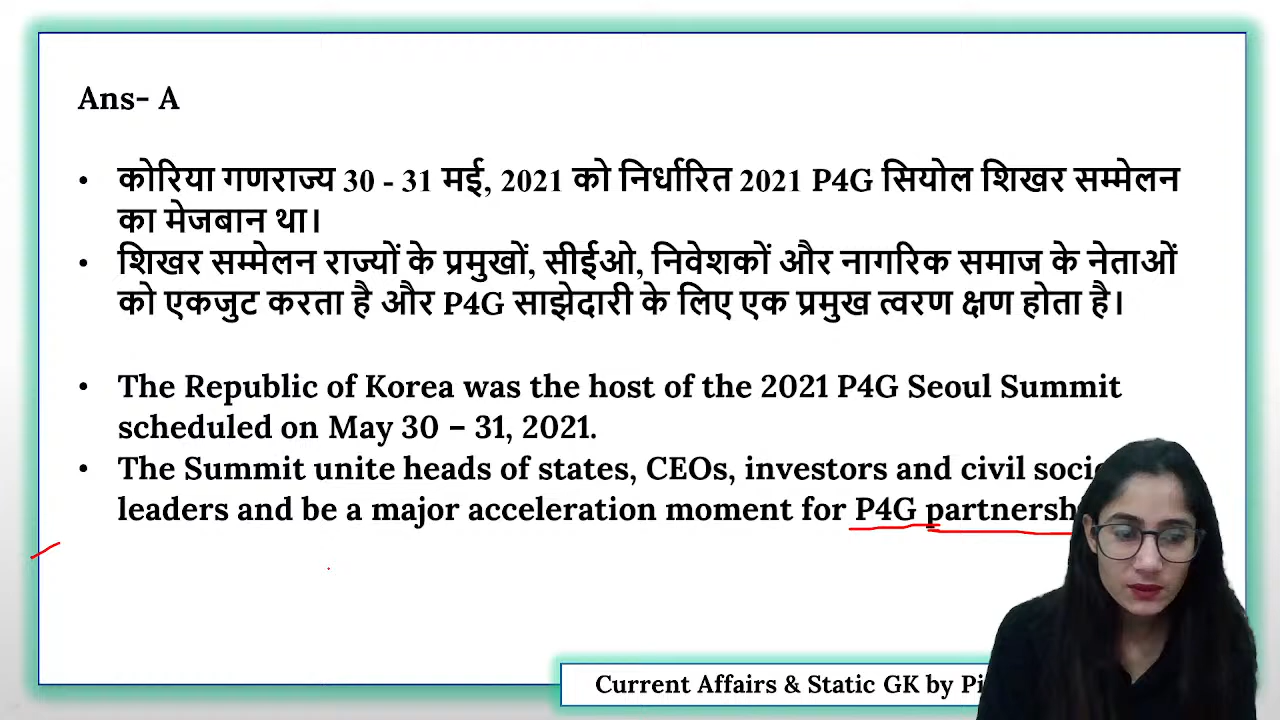 Ans- A
• कोरिया गणराज्य 30 - 31 मई, 2021 को निर्धारित 2021 P4G सियोल शिखर सम्मेलन
का मेजबान था।
• शिखर सम्मेलन राज्यों के प्रमुखों, सीईओ, निवेशकों और नागरिक समाज के नेताओं
को एकजुट करता है और P4G साझेदारी के लिए एक प्रमुख त्वरण क्षण होता है।
• The Republic of Korea was the host of the 2021 P4G Seoul Summit
scheduled on May 30 – 31, 2021.
• The Summit unite heads of states, CEOs, investors and civil
leaders and be a major acceleration moment for P4G
Current Affairs & Static GK by